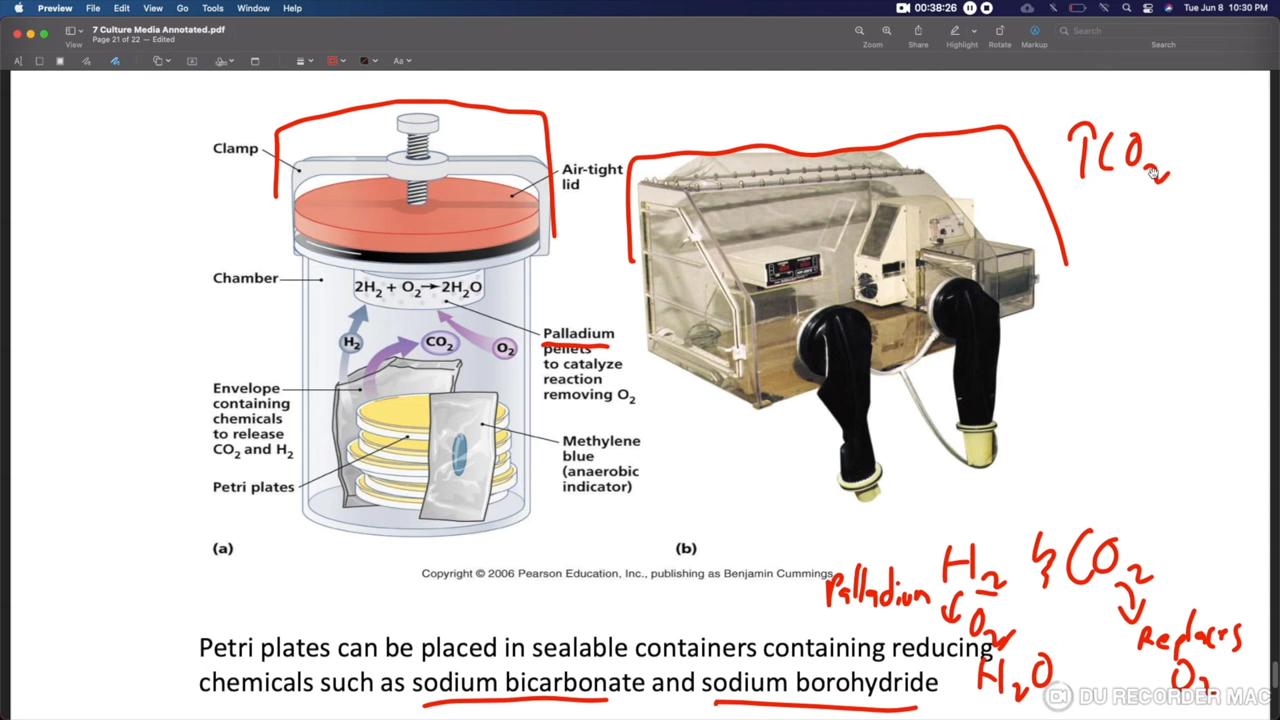 Preview File Edit View Go Tools Window Help
00:38:26
Tue Jun 8 10:30 PM
7 Culture Media Annotated.pdf
Page 21 of 22 — Edited
View
Zoom
Share
Highlight
Rotate
Markup
Search
Search
Aa
↑CO2
Clamp
Air-tight
lid
Chamber
2H2 + O2→2H2O
H2
CO2
O2
Palladium
pellets
to catalyze
reaction
removing O2
Envelope
containing
chemicals
to release
CO2 and H2
Methylene
blue
(anaerobic
indicator)
Petri plates
(a)
(b)
Copyright © 2006 Pearson Education, Inc., publishing as Benjamin Cummings.
Palladium H2 & CO2
O2
Replaces
H2O
O2
Petri plates can be placed in sealable containers containing reducing
chemicals such as sodium bicarbonate and sodium borohydride
DU RECORDER MAC